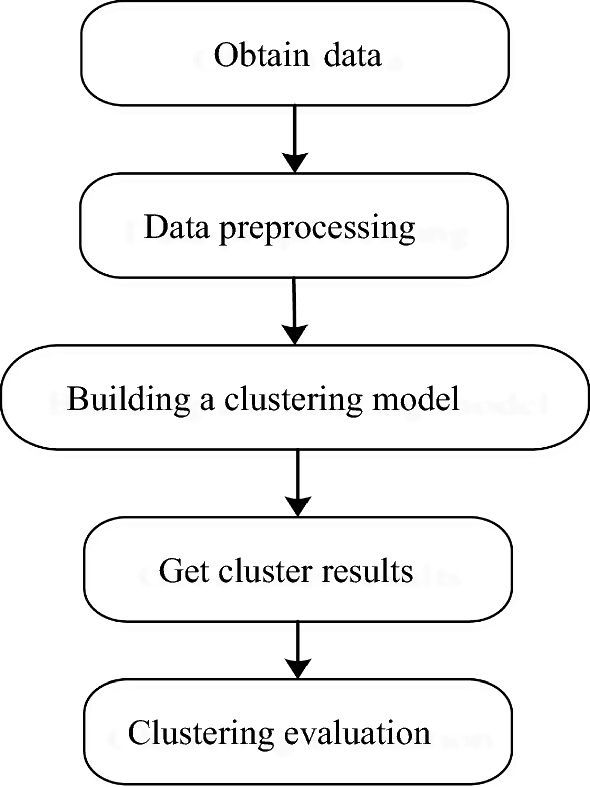 Obtain data
Data preprocessing
Building a clustering model
Get cluster results
Clustering evaluation